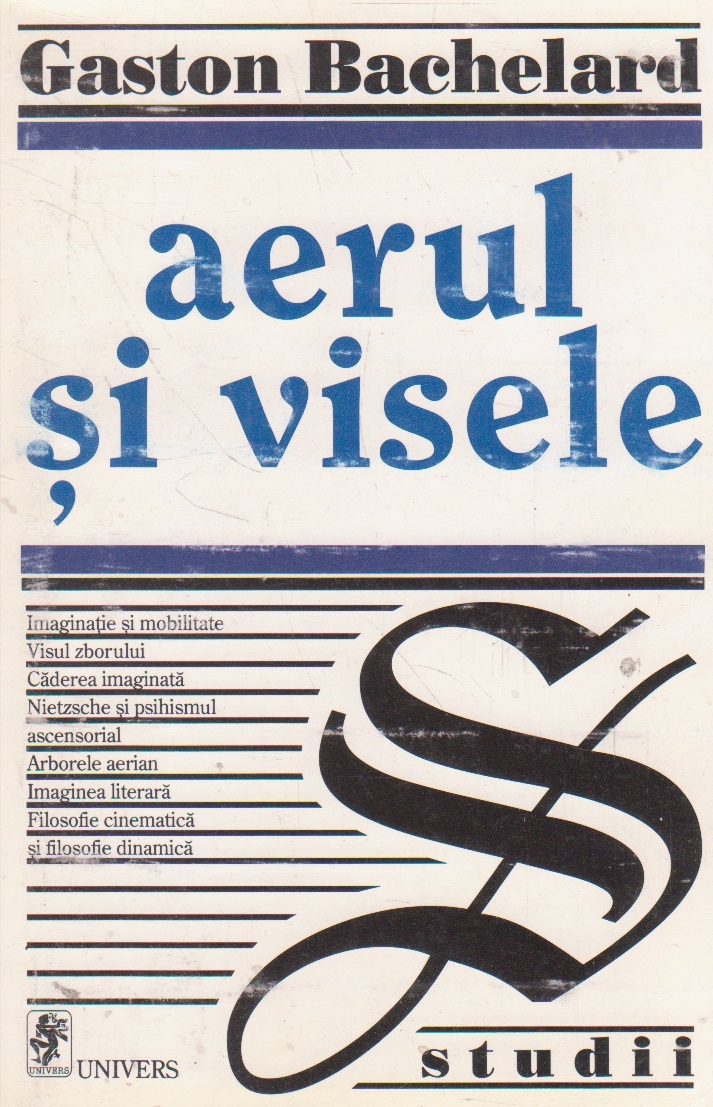 Gaston Bachelard
aerul
și visele
Imaginație și mobilitate
Visul zborului
Căderea imaginată
Nietzsche și psihismul
ascensorial
Arborele aerian
Imaginea literară
Filosofie cinematică
și filosofie dinamică
S
UNIVERS
UNIVERS
studii